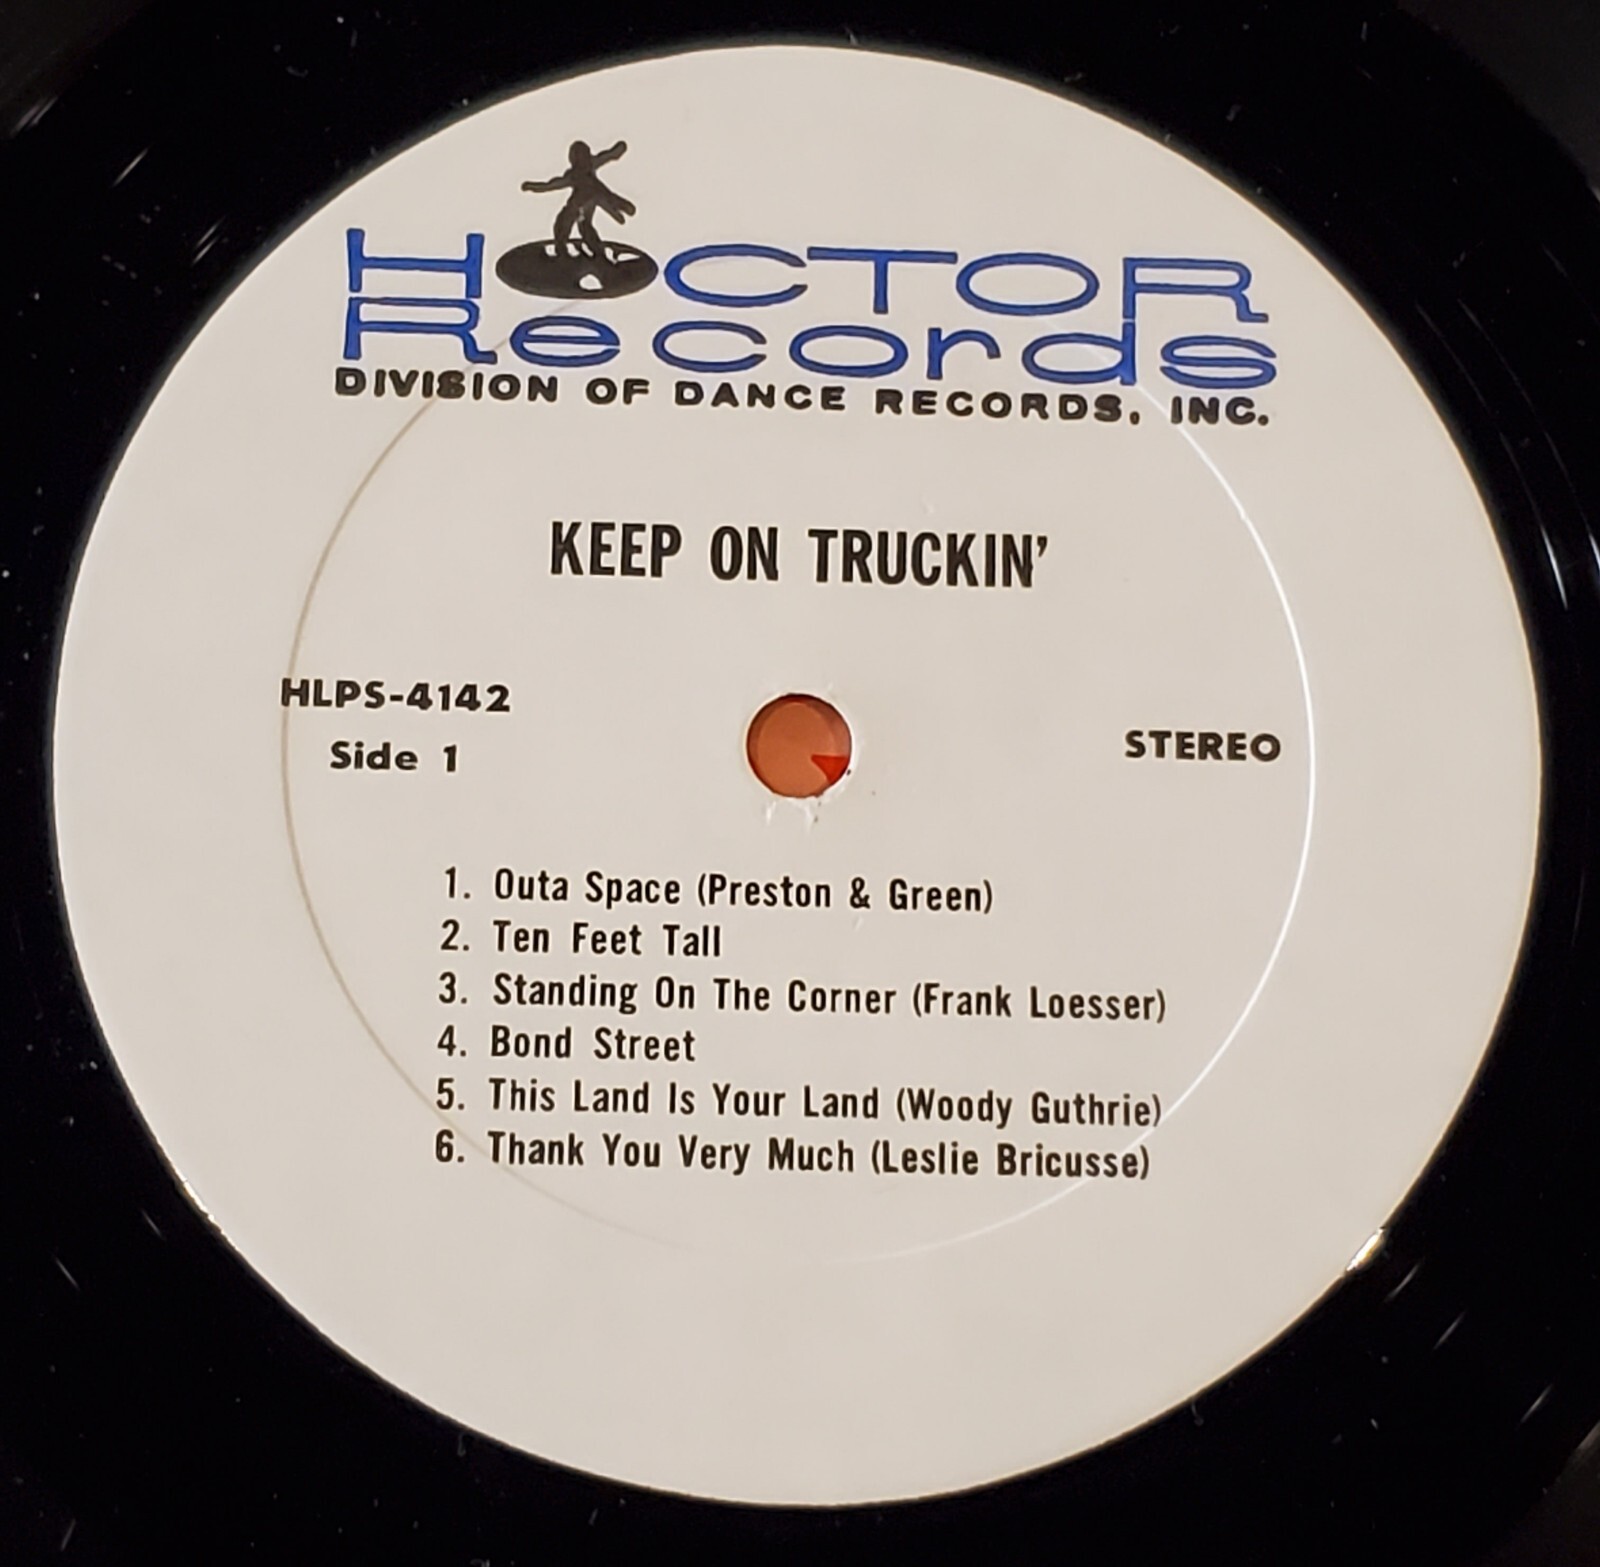 HOCTOR
Records
DIVISION OF DANCE RECORDS, INC.
KEEP ON TRUCKIN'
HLPS-4142
Side 1
STEREO
1. Outa Space (Preston & Green)
2. Ten Feet Tall
3. Standing On The Corner (Frank Loesser)
4. Bond Street
5. This Land Is Your Land (Woody Guthrie)
6. Thank You Very Much (Leslie Bricusse)